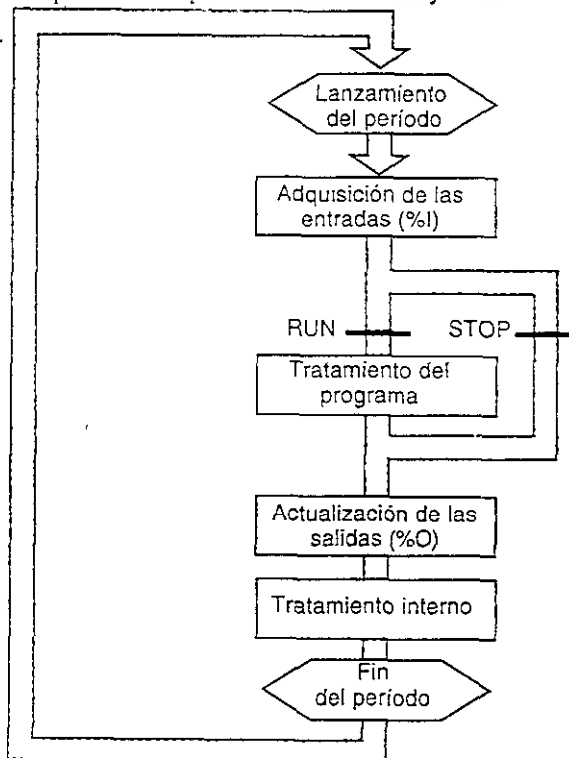 Lanzamiento
del período
Adquisición de las
entradas (%I)
RUN
STOP
Tratamiento del
programa
Actualización de las
salidas (%O)
Tratamiento interno
Fin
del período